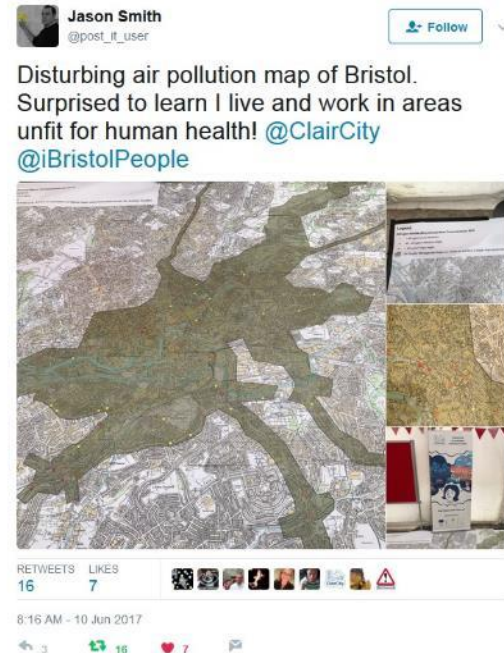 Jason Smith
@post_it_user
Follow
Disturbing air pollution map of Bristol.
Surprised to learn I live and work in areas
unfit for human health! @ClairCity
@iBristolPeople
RETWEETS LIKES
16 7
8:16 AM - 10 Jun 2017
3 16 7